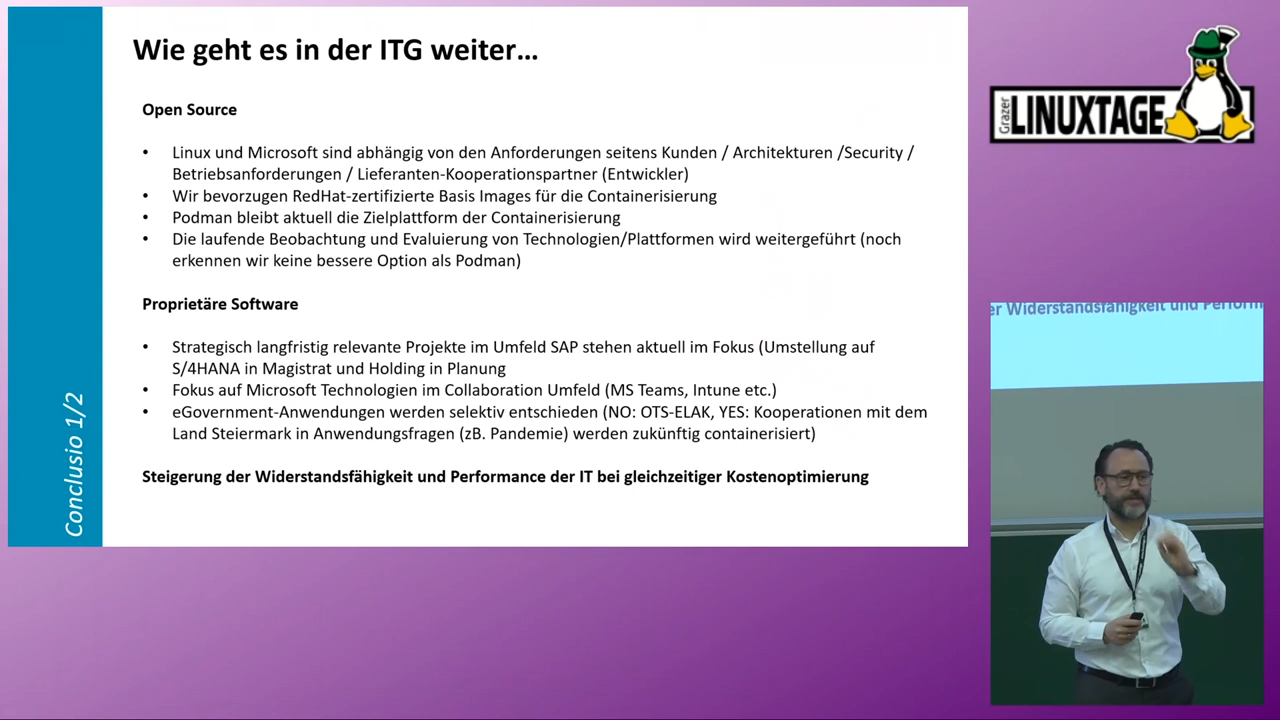 Wie geht es in der ITG weiter...
Open Source
• Linux und Microsoft sind abhängig von den Anforderungen seitens Kunden / Architekturen /Security /
Betriebsanforderungen / Lieferanten-Kooperationspartner (Entwickler)
• Wir bevorzugen RedHat-zertifizierte Basis Images für die Containerisierung
• Podman bleibt aktuell die Zielplattform der Containerisierung
• Die laufende Beobachtung und Evaluierung von Technologien/Plattformen wird weitergeführt (noch
erkennen wir keine bessere Option als Podman)
Proprietäre Software
• Strategisch langfristig relevante Projekte im Umfeld SAP stehen aktuell im Fokus (Umstellung auf
S/4HANA in Magistrat und Holding in Planung
• Fokus auf Microsoft Technologien im Collaboration Umfeld (MS Teams, Intune etc.)
• eGovernment-Anwendungen werden selektiv entschieden (NO: OTS-ELAK, YES: Kooperationen mit dem
Land Steiermark in Anwendungsfragen (zB. Pandemie) werden zukünftig containerisiert)
Steigerung der Widerstandsfähigkeit und Performance der IT bei gleichzeitiger Kostenoptimierung
Conclusio 1/2
Grazer
LINUXTAGE
er Widerstandsfähigkeit und Perform